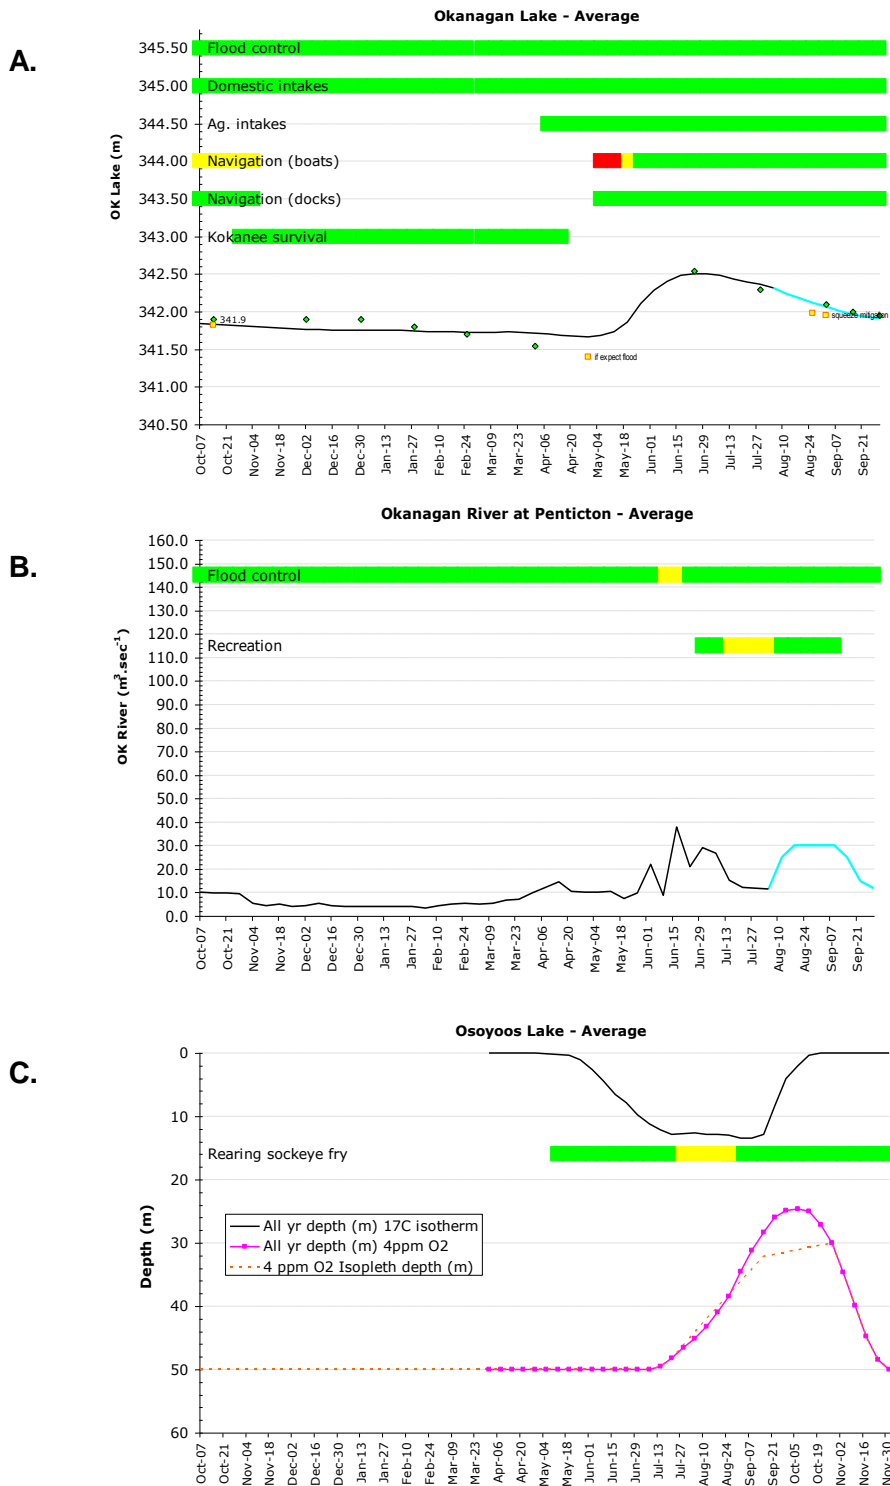 Okanagan Lake - Average
A.
OK Lake (m)
345.50
345.00
344.50
344.00
343.50
343.00
342.50
342.00
341.50
341.00
340.50
Flood control
Domestic intakes
Ag. intakes
Navigation (boats)
Navigation (docks)
Kokanee survival
341.9
squeeze mitigation
if expect flood
Oct-07
Oct-21
Nov-04
Nov-18
Dec-02
Dec-16
Dec-30
Jan-13
Jan-27
Feb-10
Feb-24
Mar-09
Mar-23
Apr-06
Apr-20
May-04
May-18
Jun-01
Jun-15
Jun-29
Jul-13
Jul-27
Aug-10
Aug-24
Sep-07
Sep-21
Okanagan River at Penticton - Average
B.
OK River (m³.sec⁻¹)
160.0
150.0
140.0
130.0
120.0
110.0
100.0
90.0
80.0
70.0
60.0
50.0
40.0
30.0
20.0
10.0
0.0
Flood control
Recreation
Oct-07
Oct-21
Nov-04
Nov-18
Dec-02
Dec-16
Dec-30
Jan-13
Jan-27
Feb-10
Feb-24
Mar-09
Mar-23
Apr-06
Apr-20
May-04
May-18
Jun-01
Jun-15
Jun-29
Jul-13
Jul-27
Aug-10
Aug-24
Sep-07
Sep-21
Osoyoos Lake - Average
C.
Depth (m)
0
10
20
30
40
50
60
Rearing sockeye fry
All yr depth (m) 17C isotherm
All yr depth (m) 4ppm O2
4 ppm O2 Isopleth depth (m)
Oct-07
Oct-21
Nov-04
Nov-18
Dec-02
Dec-16
Dec-30
Jan-13
Jan-27
Feb-10
Feb-24
Mar-09
Mar-23
Apr-06
Apr-20
May-04
May-18
Jun-01
Jun-15
Jun-29
Jul-13
Jul-27
Aug-10
Aug-24
Sep-07
Sep-21
Oct-05
Oct-19
Nov-02
Nov-16
Nov-30